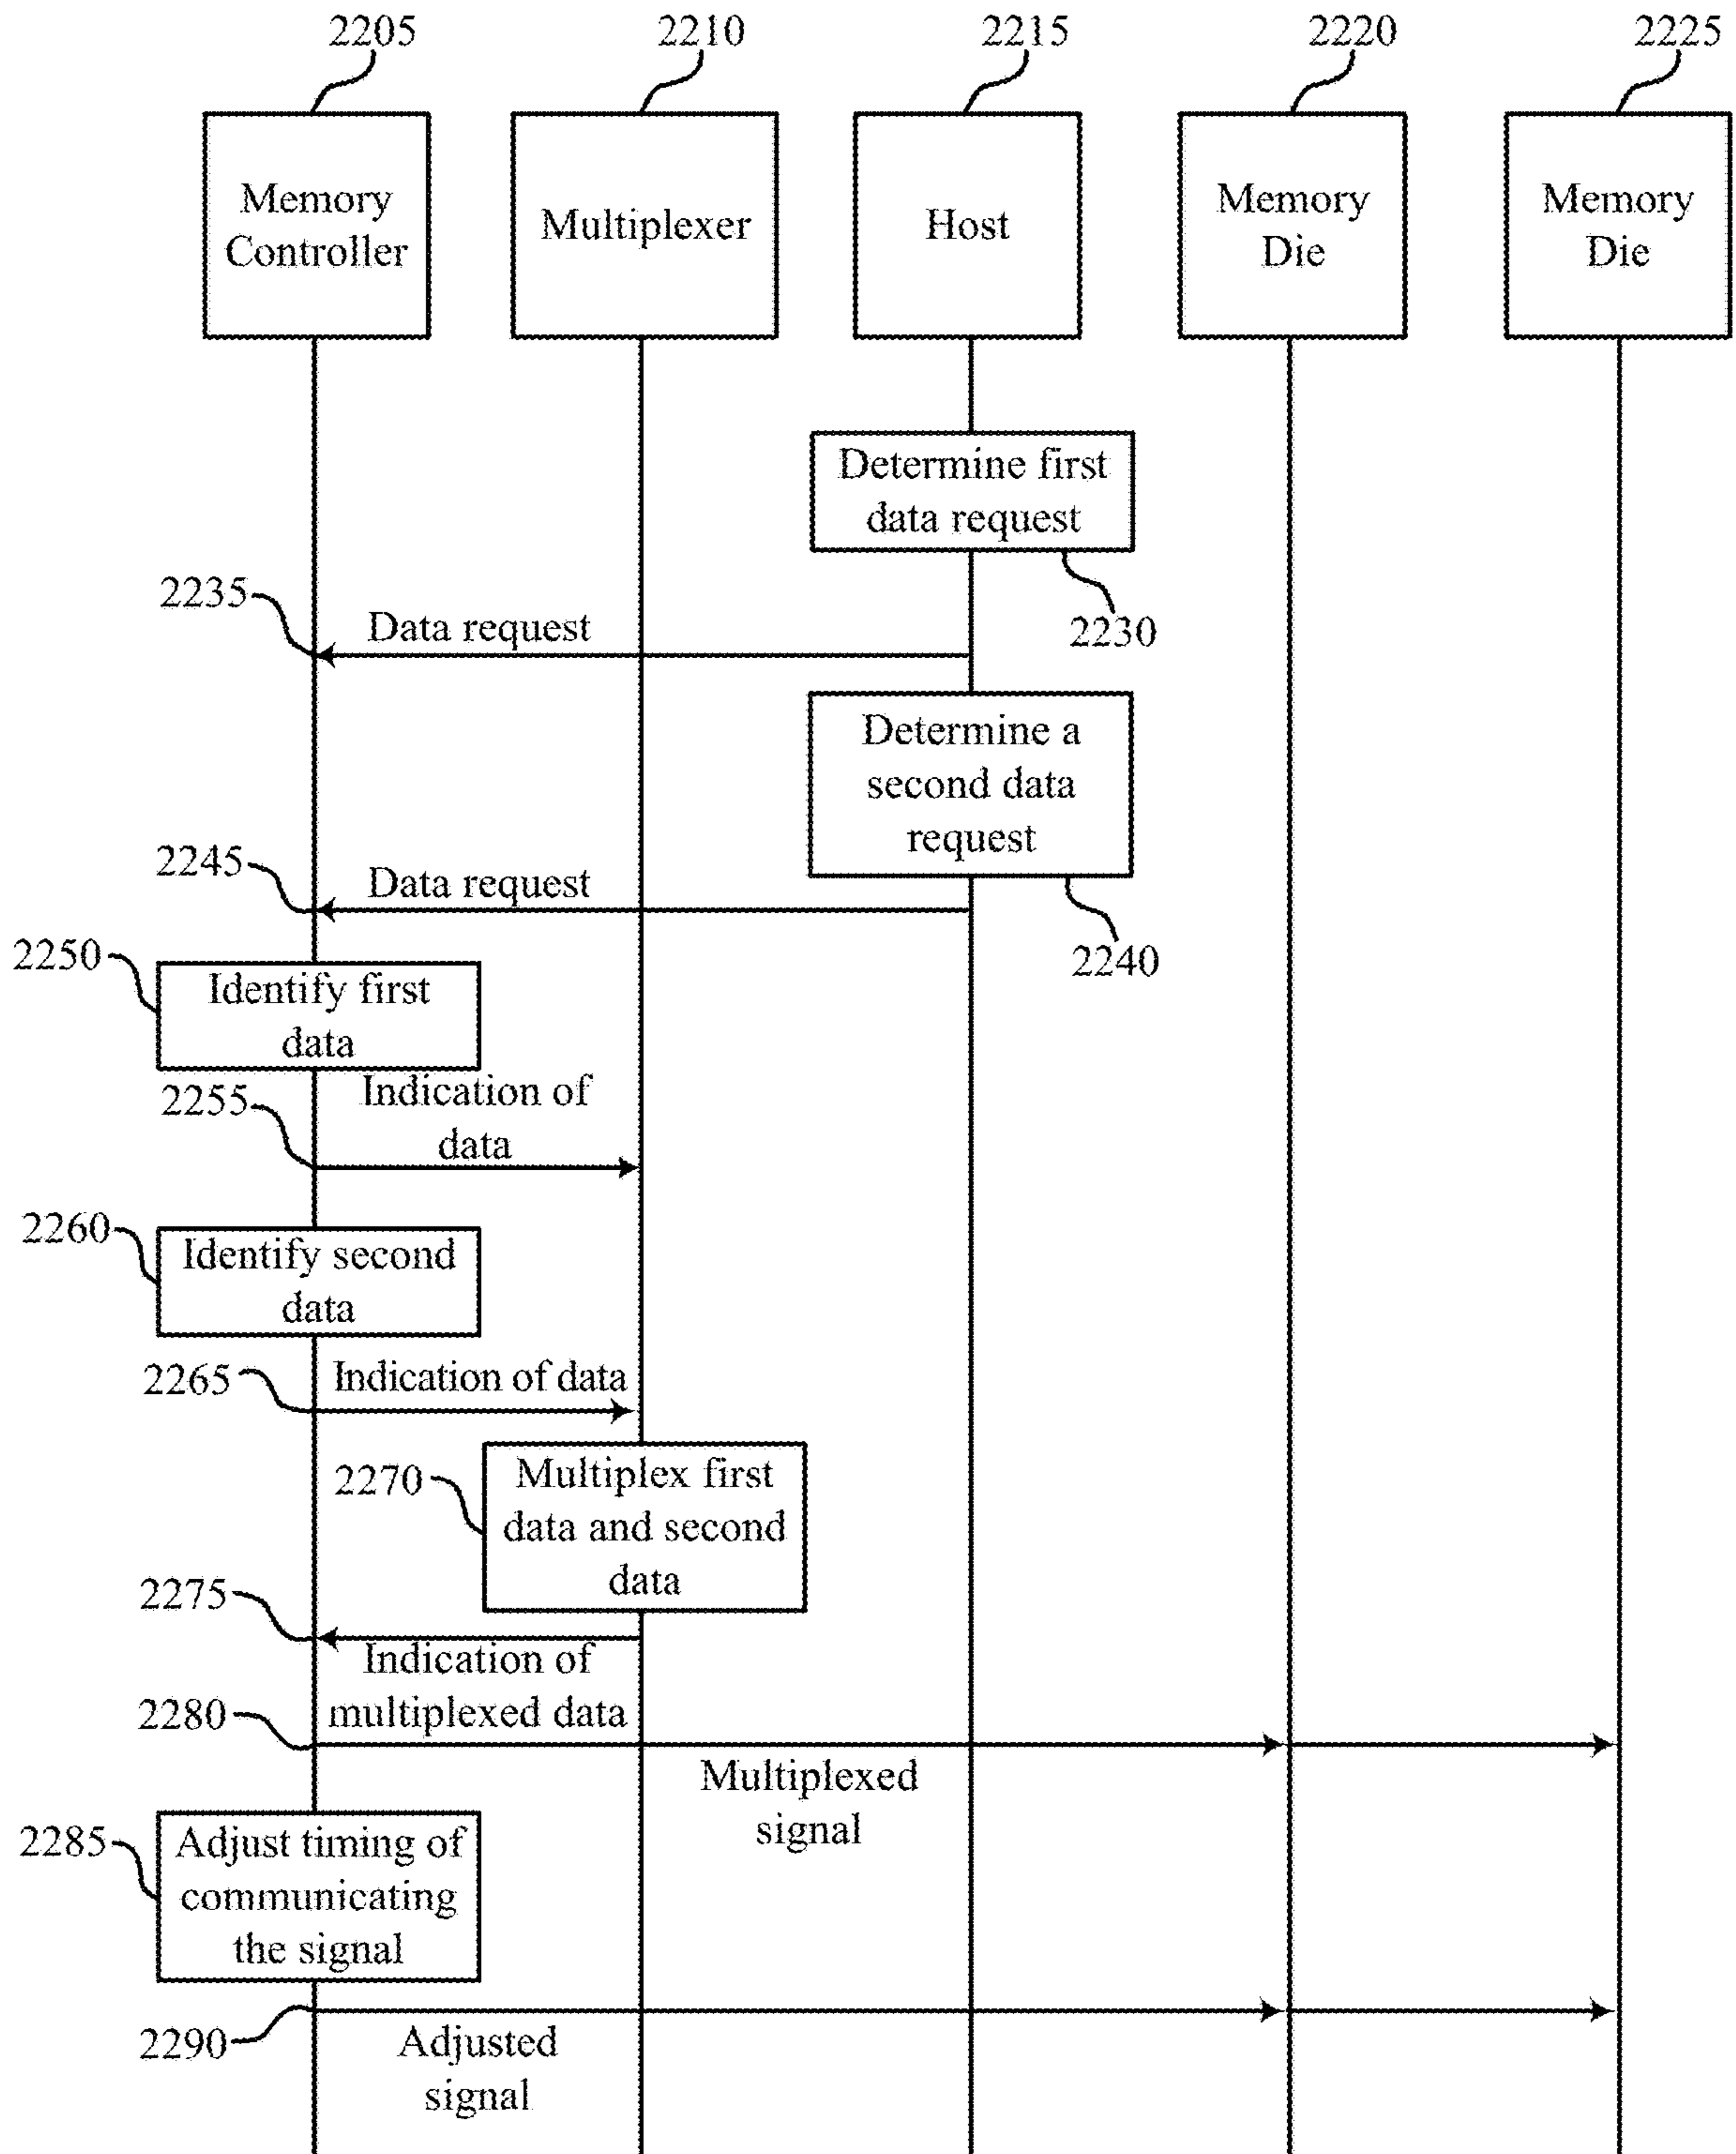 2205
2210
2215
2220
2225
Memory
Controller
Multiplexer
Host
Memory
Die
Memory
Die
Determine first
data request
2230
2235
Data request
Determine a
second data
request
2240
2245
Data request
2250
Identify first
data
2255
Indication of
data
2260
Identify second
data
2265
Indication of data
2270
Multiplex first
data and second
data
2275
Indication of
multiplexed data
2280
Multiplexed
signal
2285
Adjust timing of
communicating
the signal
2290
Adjusted
signal